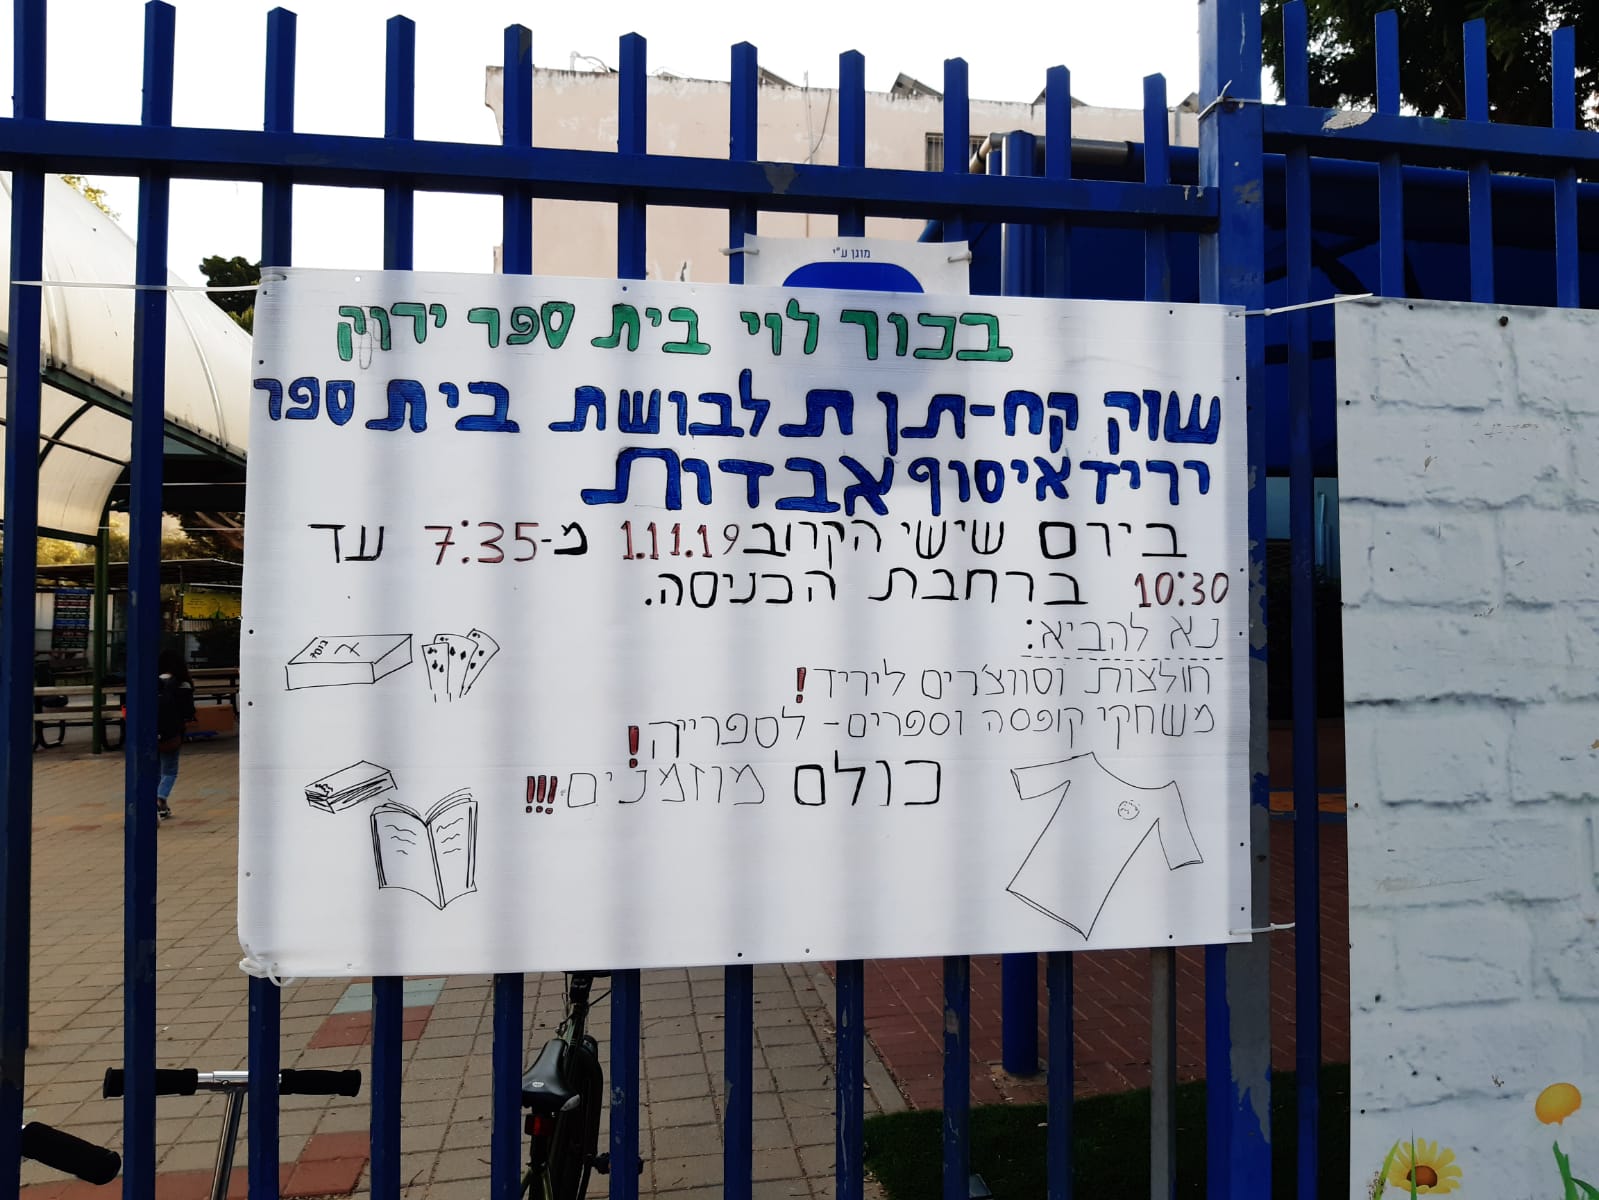 מוגן ע"י
בכור לוי בית ספר ירוק
שוק קח-תן ת לבושת בית ספר
יריד איסוף אבדות
ביום שישי הקרוב 1.11.19 מ-7:35 עד
10:30 ברחבת הכניסה.
נא להביא:
חולצות וסווצ'רים ליריד!
משחקי קופסה וספרים- לספרייה!
כולם מוזמנים!!!